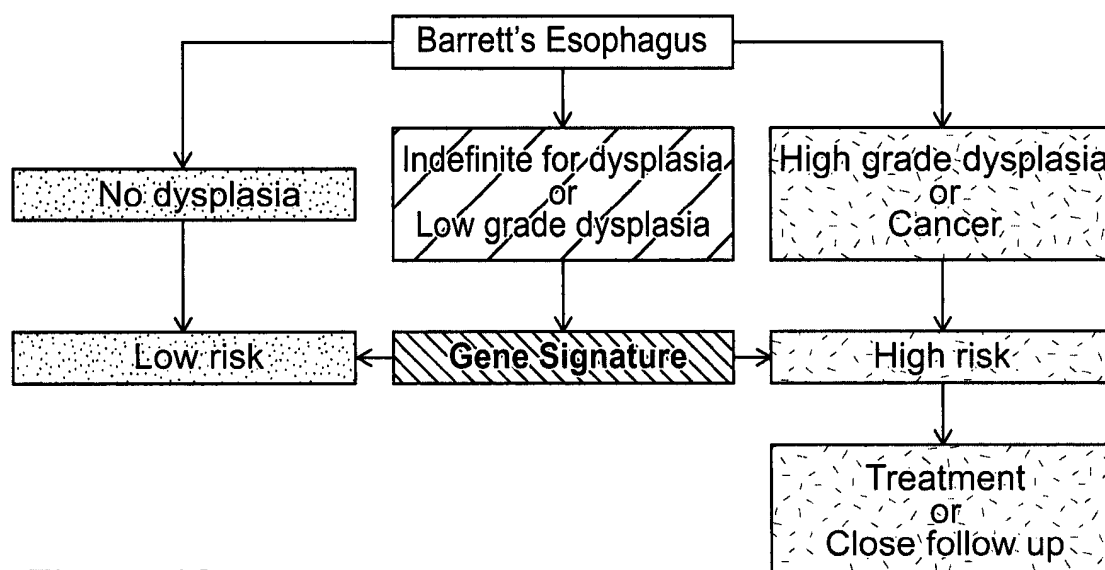 Barrett's Esophagus
No dysplasia
Indefinite for dysplasia
or
Low grade dysplasia
High grade dysplasia
or
Cancer
Low risk
Gene Signature
High risk
Treatment
or
Close follow up